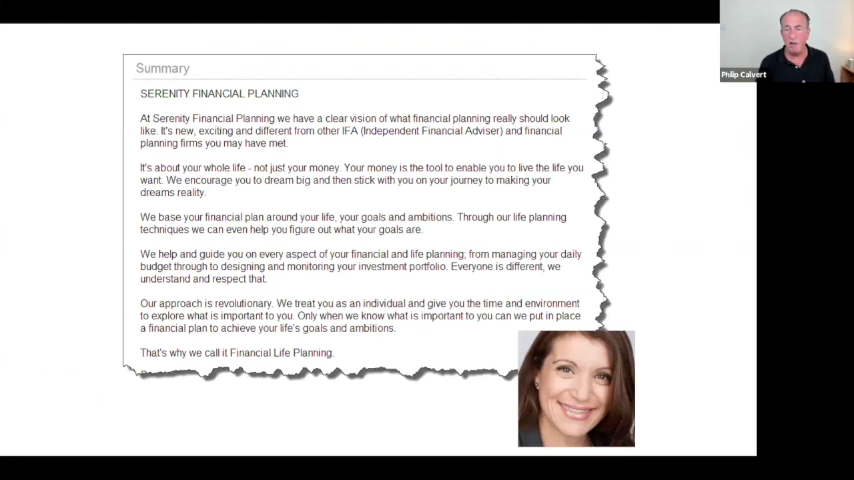 Summary
SERENITY FINANCIAL PLANNING
At Serenity Financial Planning we have a clear vision of what financial planning really should look
like. It's new, exciting and different from other IFA (Independent Financial Adviser) and financial
planning firms you may have met.
It's about your whole life - not just your money. Your money is the tool to enable you to live the life you
want. We encourage you to dream big and then stick with you on your journey to making your
dreams reality.
We base your financial plan around your life, your goals and ambitions. Through our life planning
techniques we can even help you figure out what your goals are.
We help and guide you on every aspect of your financial and life planning; from managing your daily
budget through to designing and monitoring your investment portfolio. Everyone is different, we
understand and respect that.
Our approach is revolutionary. We treat you as an individual and give you the time and environment
to explore what is important to you. Only when we know what is important to you can we put in place
a financial plan to achieve your life's goals and ambitions.
That's why we call it Financial Life Planning.
Philip Calvert